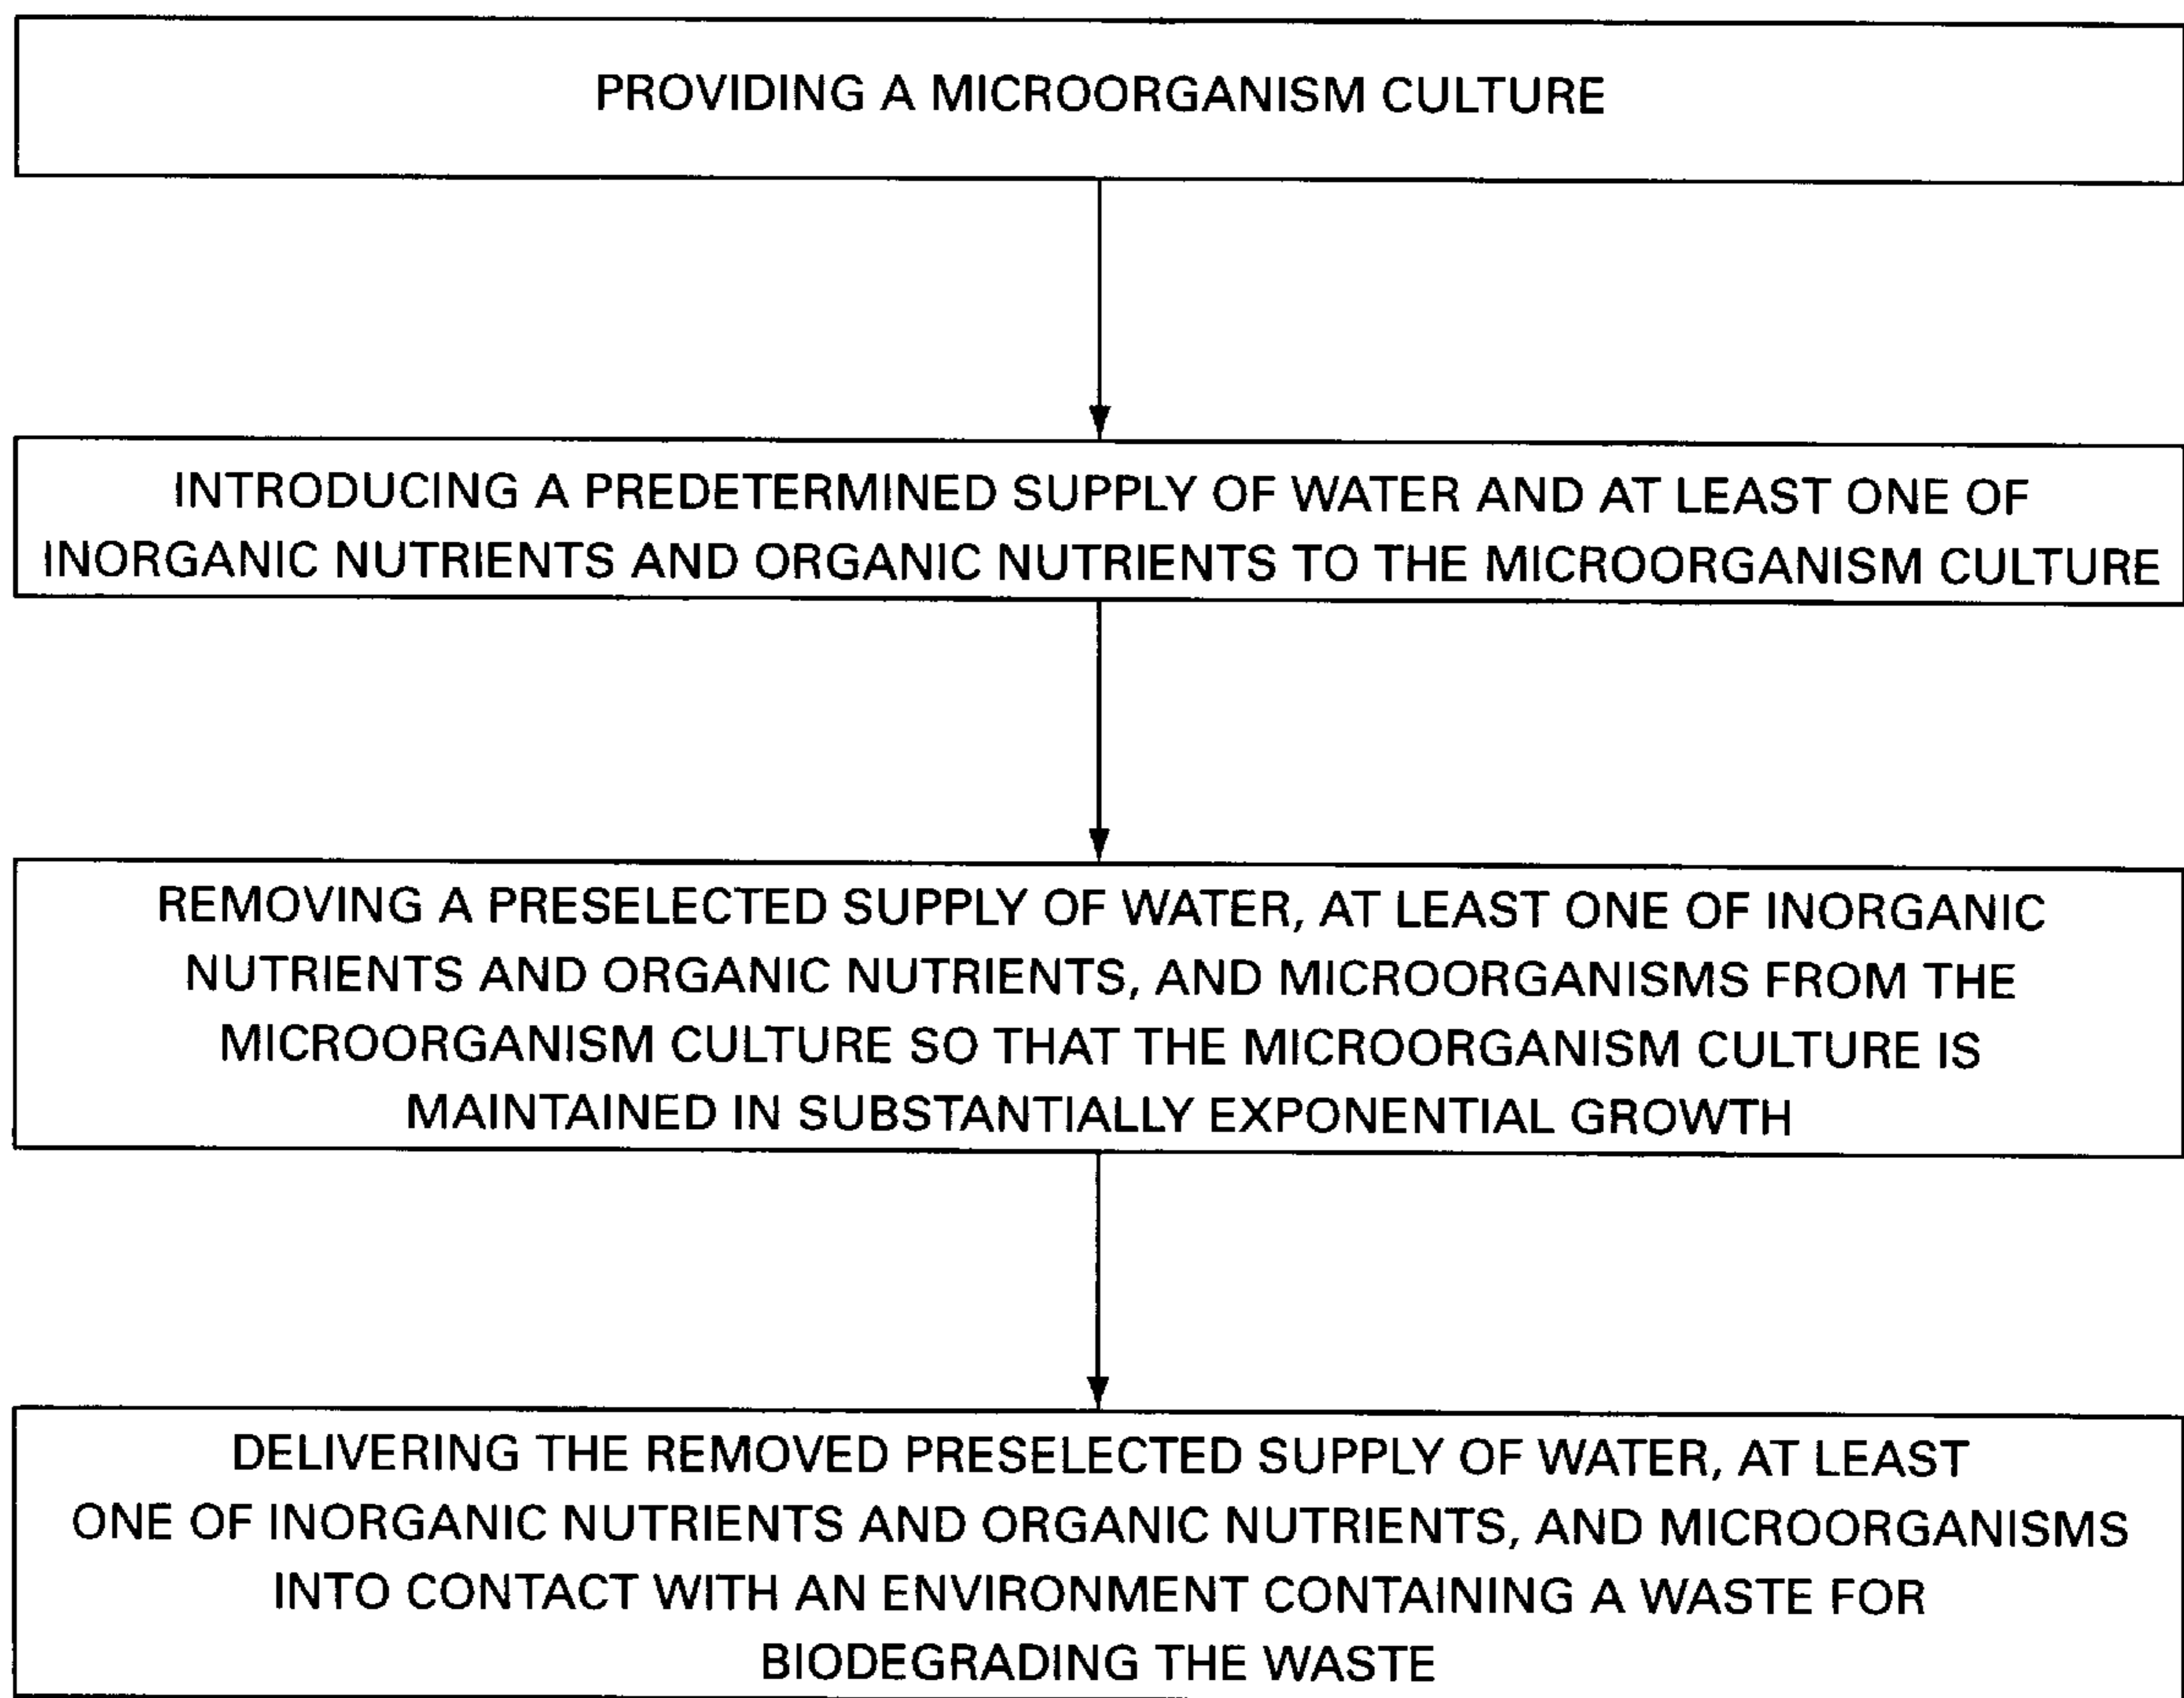 PROVIDING A MICROORGANISM CULTURE
INTRODUCING A PREDETERMINED SUPPLY OF WATER AND AT LEAST ONE OF
INORGANIC NUTRIENTS AND ORGANIC NUTRIENTS TO THE MICROORGANISM CULTURE
REMOVING A PRESELECTED SUPPLY OF WATER, AT LEAST ONE OF INORGANIC
NUTRIENTS AND ORGANIC NUTRIENTS, AND MICROORGANISMS FROM THE
MICROORGANISM CULTURE SO THAT THE MICROORGANISM CULTURE IS
MAINTAINED IN SUBSTANTIALLY EXPONENTIAL GROWTH
DELIVERING THE REMOVED PRESELECTED SUPPLY OF WATER, AT LEAST
ONE OF INORGANIC NUTRIENTS AND ORGANIC NUTRIENTS, AND MICROORGANISMS
INTO CONTACT WITH AN ENVIRONMENT CONTAINING A WASTE FOR
BIODEGRADING THE WASTE